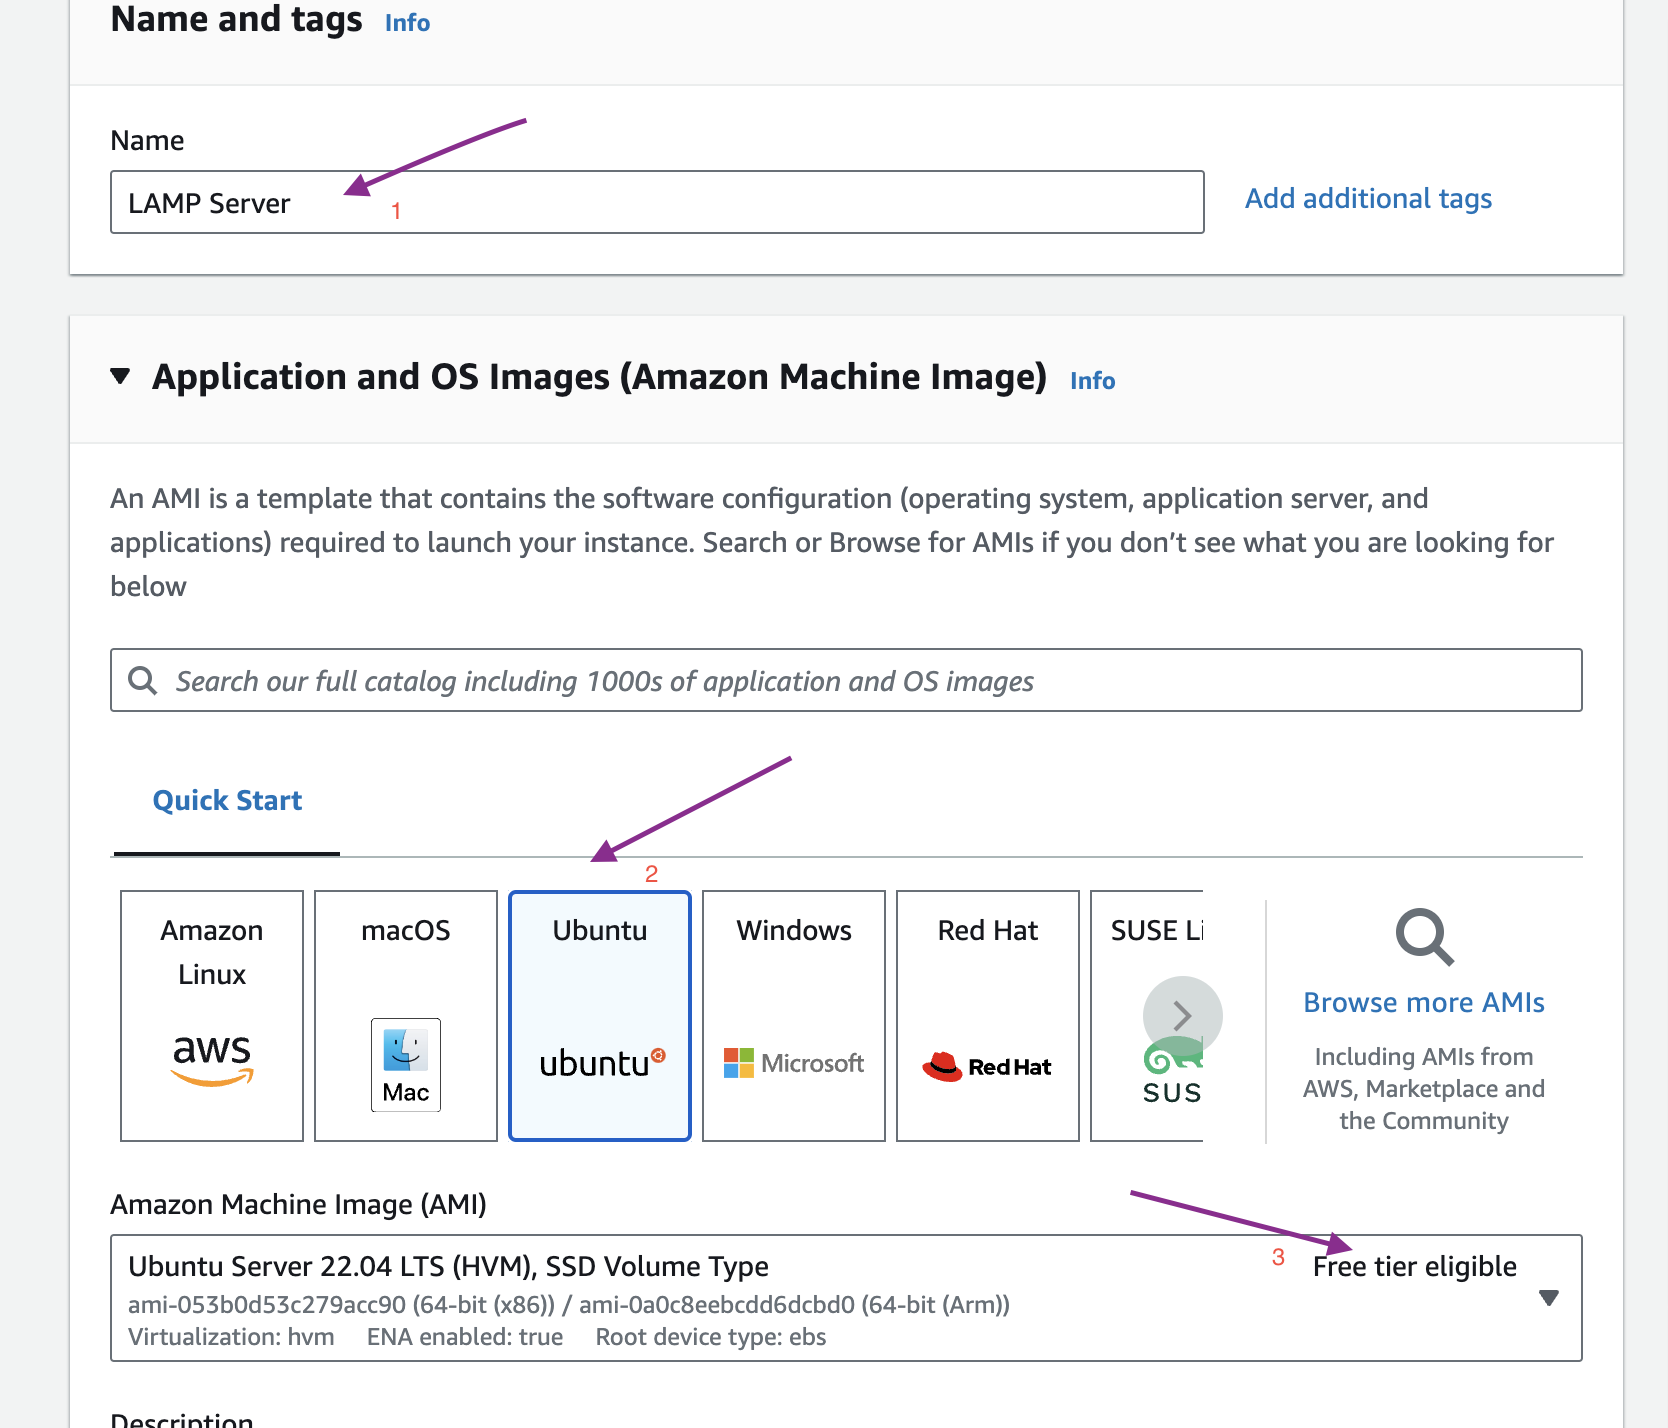 Name and tags Info
Name
LAMP Server
1
Add additional tags
Application and OS Images (Amazon Machine Image) Info
An AMI is a template that contains the software configuration (operating system, application server, and
applications) required to launch your instance. Search or Browse for AMIs if you don’t see what you are looking for
below
Search our full catalog including 1000s of application and OS images
Quick Start
2
Amazon
Linux
aws
macOS
Mac
Ubuntu
ubuntu
Windows
Microsoft
Red Hat
Red Hat
SUSE Li
SUS
Browse more AMIs
Including AMIs from
AWS, Marketplace and
the Community
Amazon Machine Image (AMI)
Ubuntu Server 22.04 LTS (HVM), SSD Volume Type
3
Free tier eligible
ami-053b0d53c279acc90 (64-bit (x86)) / ami-0a0c8eebcdd6dcbd0 (64-bit (Arm))
Virtualization: hvm ENA enabled: true Root device type: ebs
Description